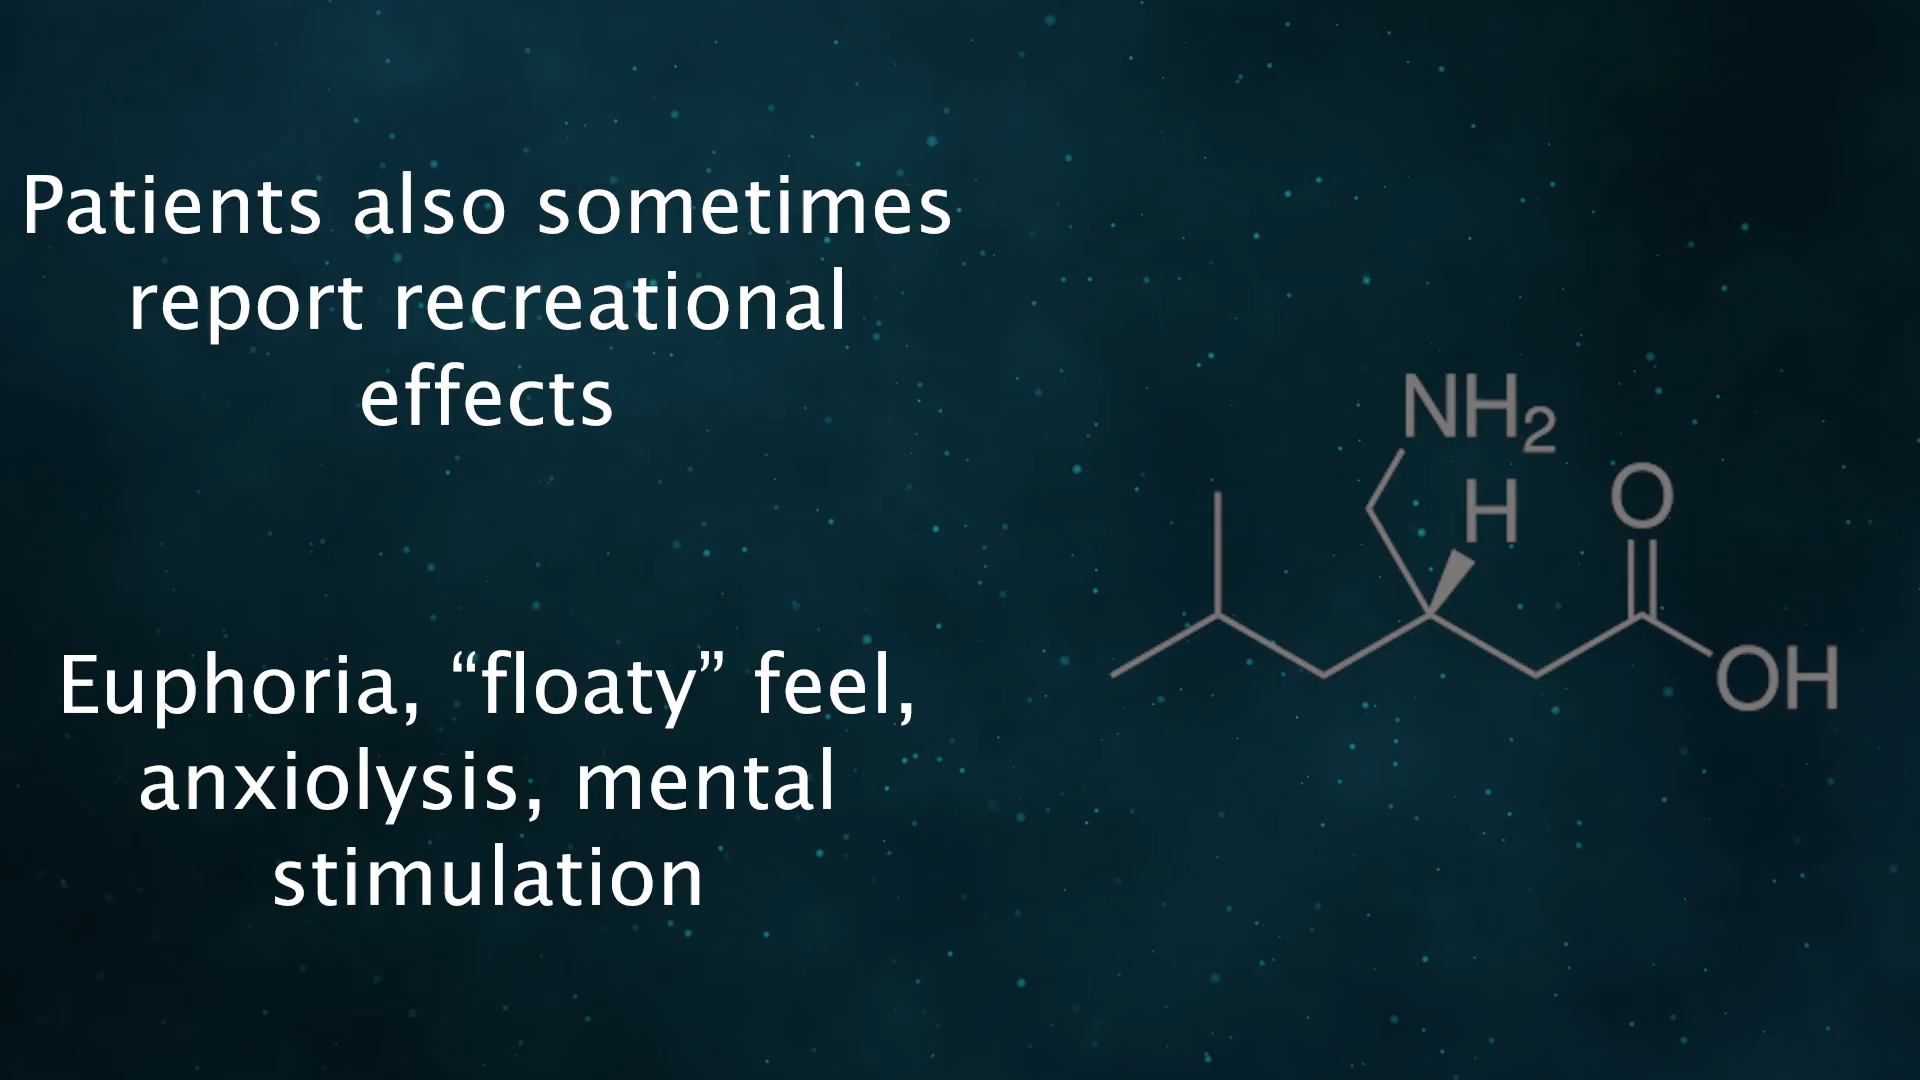 Patients also sometimes
report recreational
effects
Euphoria, “floaty” feel,
anxiolysis, mental
stimulation
NH2
H
O
OH